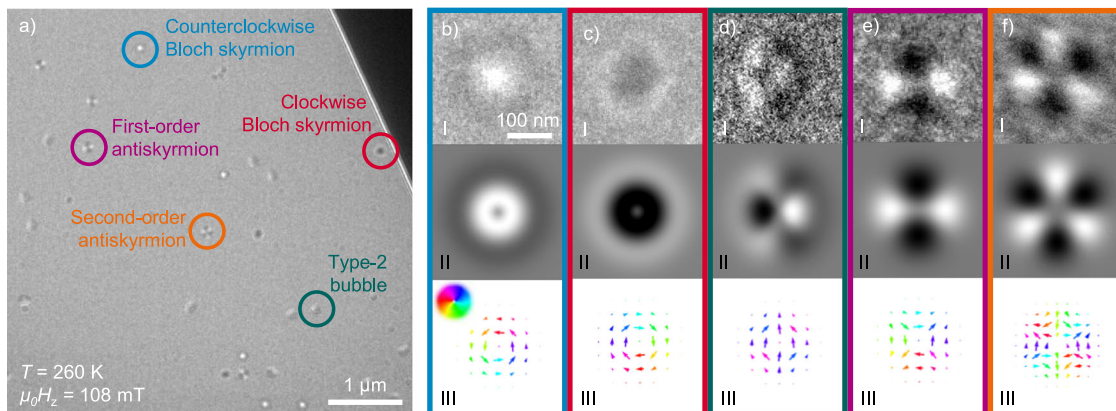 a)
Counterclockwise
Bloch skyrmion
Clockwise
Bloch skyrmion
First-order
antiskyrmion
Second-order
antiskyrmion
Type-2
bubble
T = 260 K
μ₀Hz = 108 mT
1 μm
b)
I
100 nm
II
III
c)
I
II
III
d)
I
II
III
e)
I
II
III
f)
I
II
III